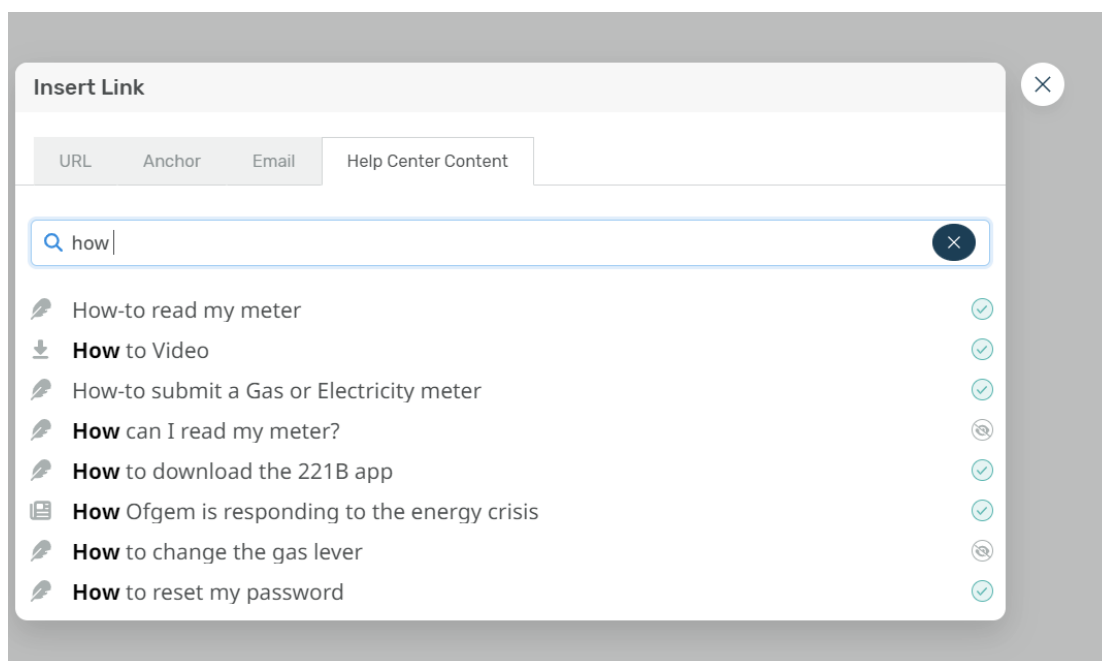 Insert Link
URL Anchor Email Help Center Content
how
How-to read my meter
How to Video
How-to submit a Gas or Electricity meter
How can I read my meter?
How to download the 221B app
How Ofgem is responding to the energy crisis
How to change the gas lever
How to reset my password